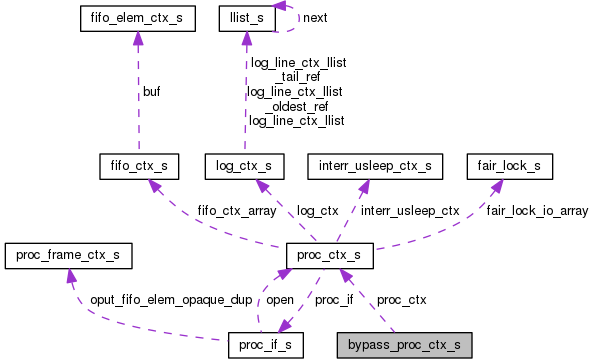 fifo_elem_ctx_s
llist_s
next
buf
log_line_ctx_llist
_tail_ref
log_line_ctx_llist
_oldest_ref
log_line_ctx_llist
fifo_ctx_s
log_ctx_s
interr_usleep_ctx_s
fair_lock_s
fifo_ctx_array
log_ctx
interr_usleep_ctx
fair_lock_io_array
proc_frame_ctx_s
proc_ctx_s
oput_fifo_elem_opaque_dup
open
proc_if
proc_ctx
proc_if_s
bypass_proc_ctx_s